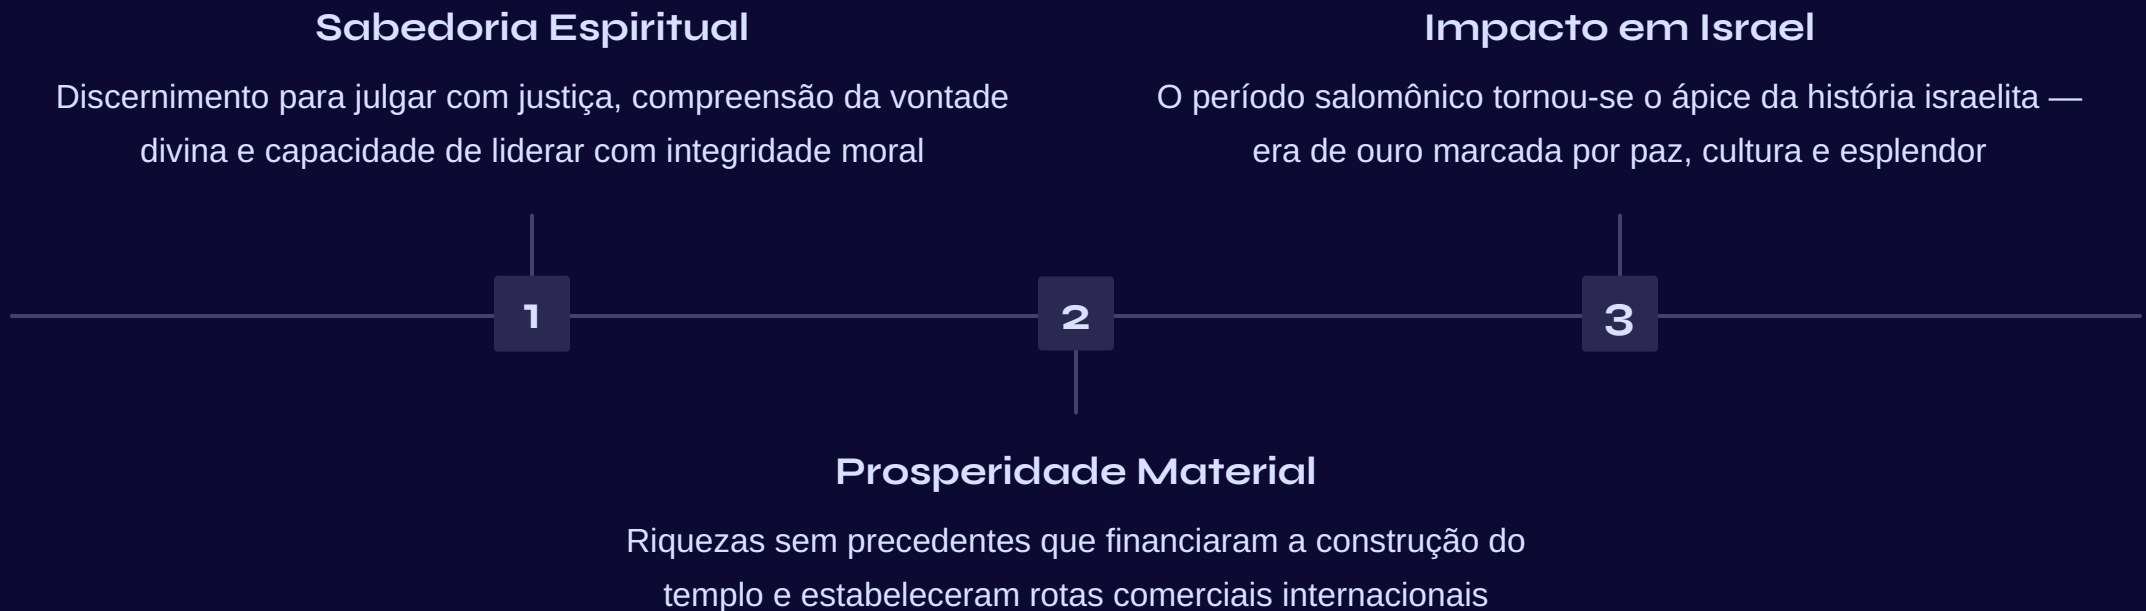 Sabedoria Espiritual
Discernimento para julgar com justiça, compreensão da vontade
divina e capacidade de liderar com integridade moral
Impacto em Israel
O período salomônico tornou-se o ápice da história israelita —
era de ouro marcada por paz, cultura e esplendor
1
2
3
Prosperidade Material
Riquezas sem precedentes que financiaram a construção do
templo e estabeleceram rotas comerciais internacionais